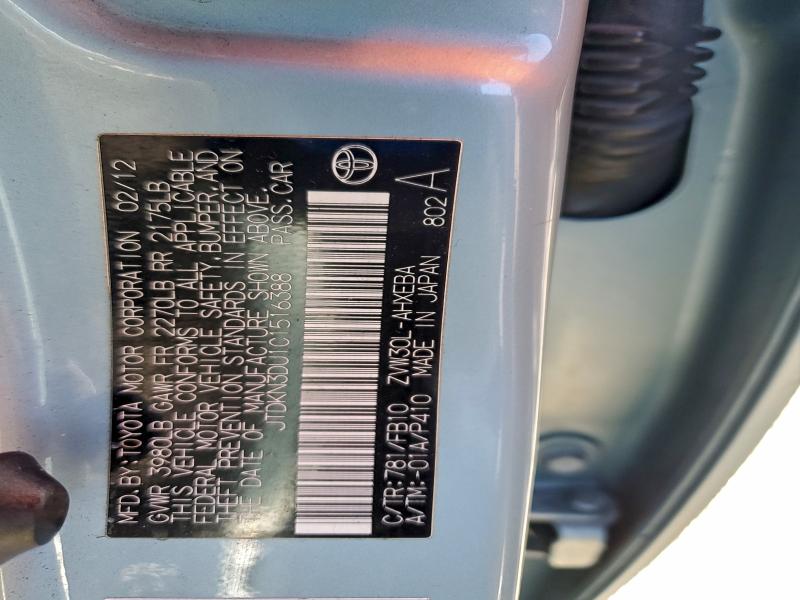 MFD. BY: TOYOTA MOTOR CORPORATION 02/12
GVWR 3980LB GAWR FR 2270LB RR 2175LB
THIS VEHICLE CONFORMS TO ALL APPLICABLE
FEDERAL MOTOR VEHICLE SAFETY, BUMPER, AND
THEFT PREVENTION STANDARDS IN EFFECT ON
THE DATE OF MANUFACTURE SHOWN ABOVE.
JTDKN3DU1C1516388 PASS. CAR
C/TR: 781/FB10 ZVW30L-AHXEBA
A/TM: -01A/P410 MADE IN JAPAN 802 A